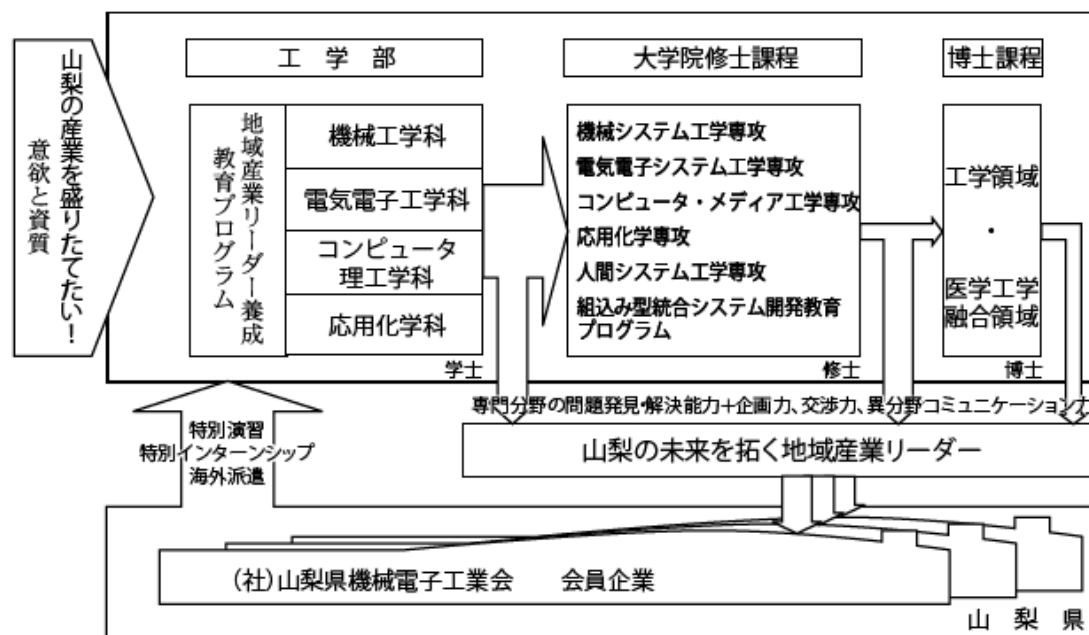 山梨の産業を盛りたてたい！
意欲と資質
工 学 部
大学院修士課程
博士課程
地域産業リーダー養成
教育プログラム
機械工学科
電気電子工学科
コンピュータ
理工学科
応用化学科
学士
機械システム工学専攻
電気電子システム工学専攻
コンピュータ・メディア工学専攻
応用化学専攻
人間システム工学専攻
組込み型統合システム開発教育
プログラム
修士
工学領域
・
医学工学
融合領域
博士
専門分野の問題発見・解決能力＋企画力、交渉力、異分野コミュニケーション力
山梨の未来を拓く地域産業リーダー
特別演習
特別インターンシップ
海外派遣
（社）山梨県機械電子工業会　　会員企業
山 梨 県